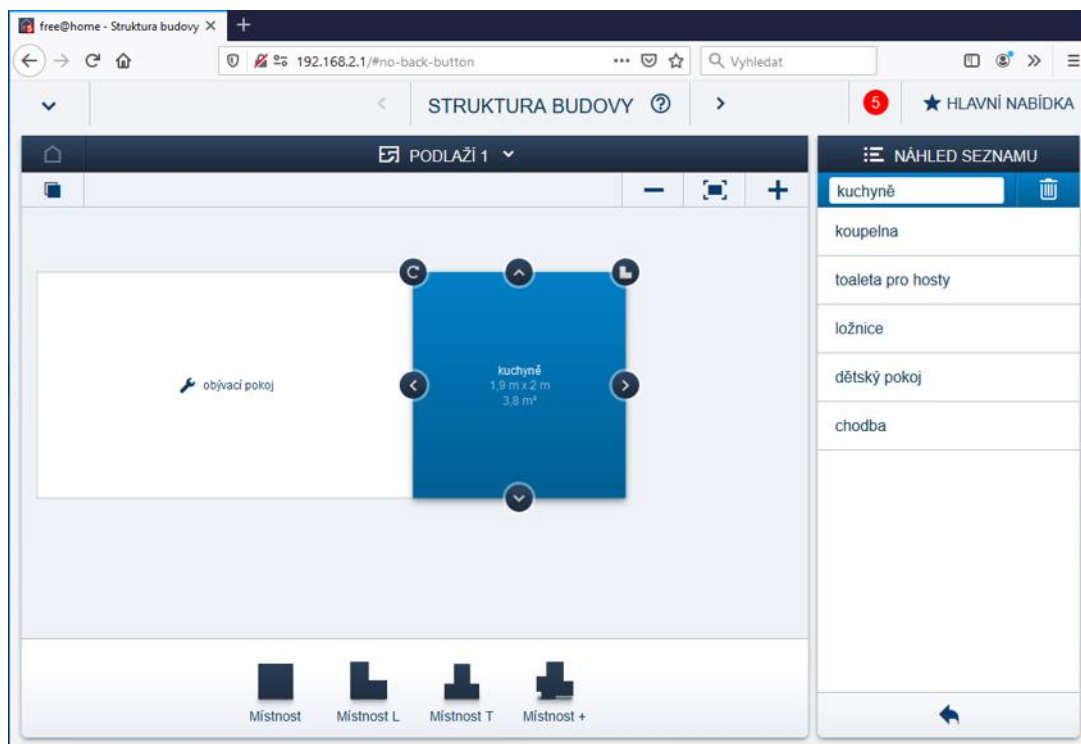 free@home - Struktura budovy
192.168.2.1/#no-back-button
Vyhledat
STRUKTURA BUDOVY
5
HLAVNÍ NABÍDKA
PODLAŽÍ 1
obývací pokoj
kuchyně
1,9 m x 2 m
3,8 m²
Místnost
Místnost L
Místnost T
Místnost +
NÁHLED SEZNAMU
kuchyně
koupelna
toaleta pro hosty
ložnice
dětský pokoj
chodba